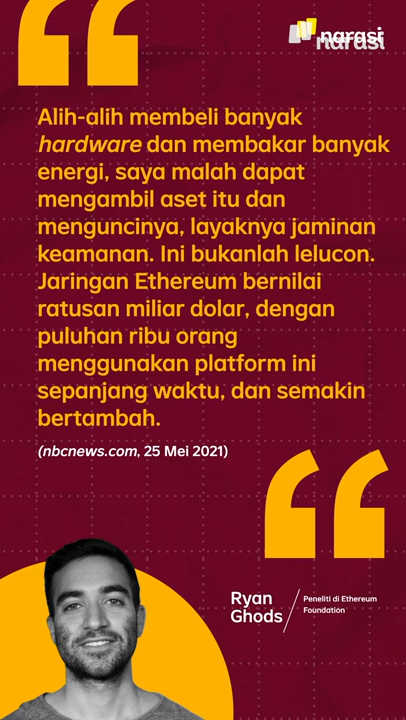 narasi
Alih-alih membeli banyak
hardware dan membakar banyak
energi, saya malah dapat
mengambil aset itu dan
menguncinya, layaknya jaminan
keamanan. Ini bukanlah lelucon.
Jaringan Ethereum bernilai
ratusan miliar dolar, dengan
puluhan ribu orang
menggunakan platform ini
sepanjang waktu, dan semakin
bertambah.
(nbcnews.com, 25 Mei 2021)
Ryan
Ghods
Peneliti di Ethereum
Foundation